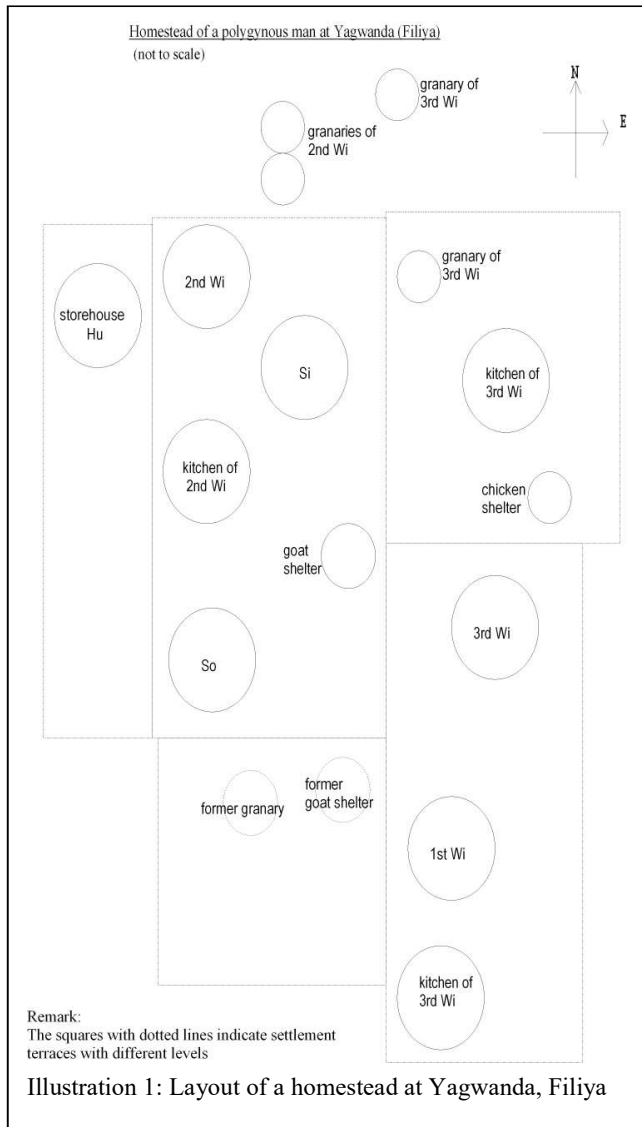 Homestead of a polygynous man at Yagwanda (Filiya)
(not to scale)
granary of
3rd Wi
N
E
granaries of
2nd Wi
2nd Wi
granary of
3rd Wi
storehouse
Hu
Si
kitchen of
3rd Wi
kitchen of
2nd Wi
chicken
shelter
goat
shelter
3rd Wi
So
former
goat shelter
former granary
1st Wi
kitchen of
3rd Wi
Remark:
The squares with dotted lines indicate settlement
terraces with different levels
Illustration 1: Layout of a homestead at Yagwanda, Filiya